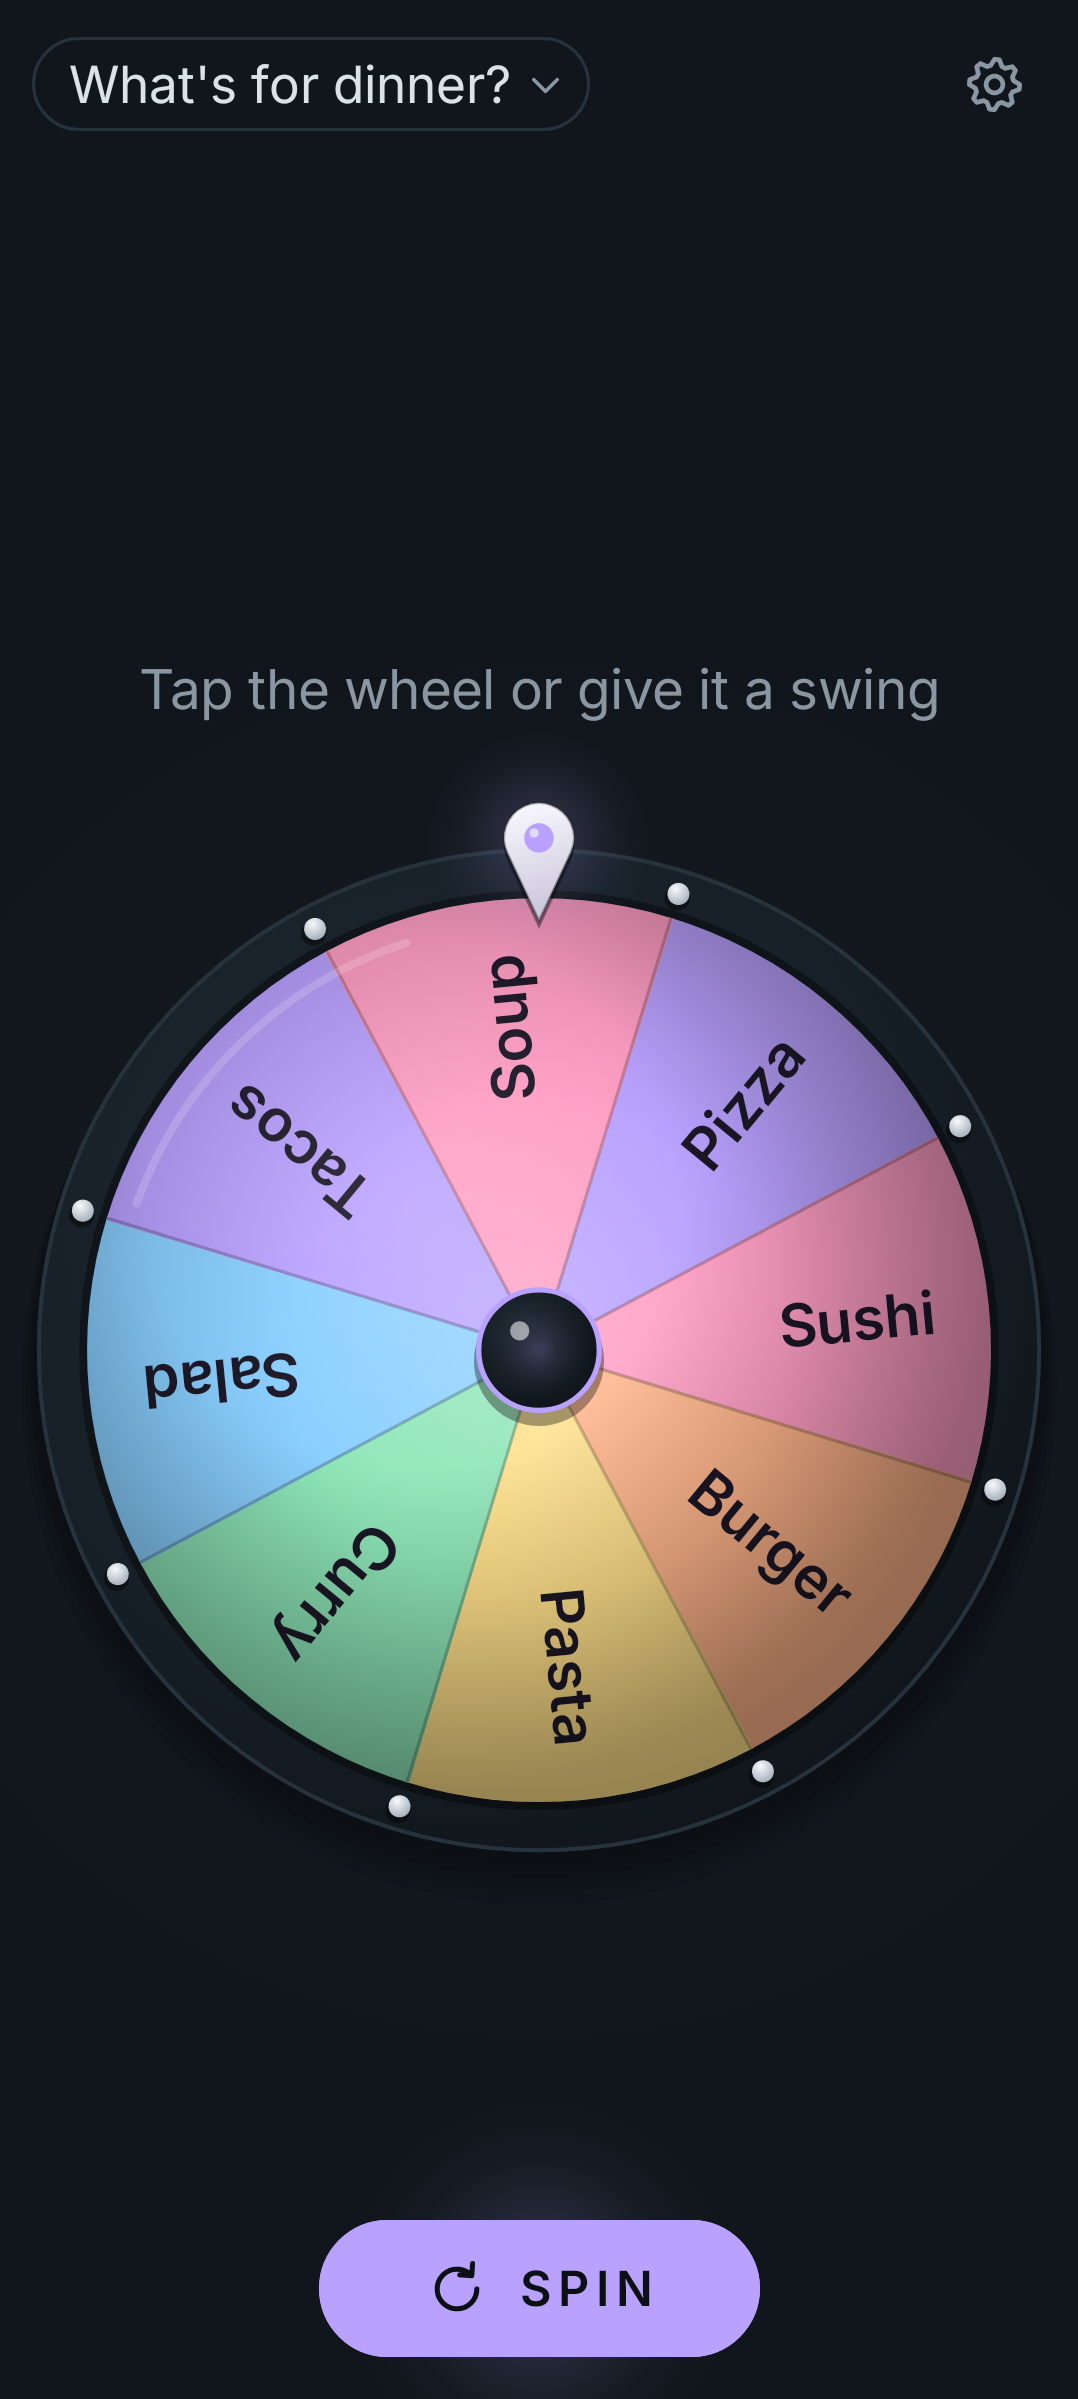 What's for dinner?
Tap the wheel or give it a swing
Soup
Pizza
Sushi
Burger
Pasta
Curry
Salad
Tacos
SPIN